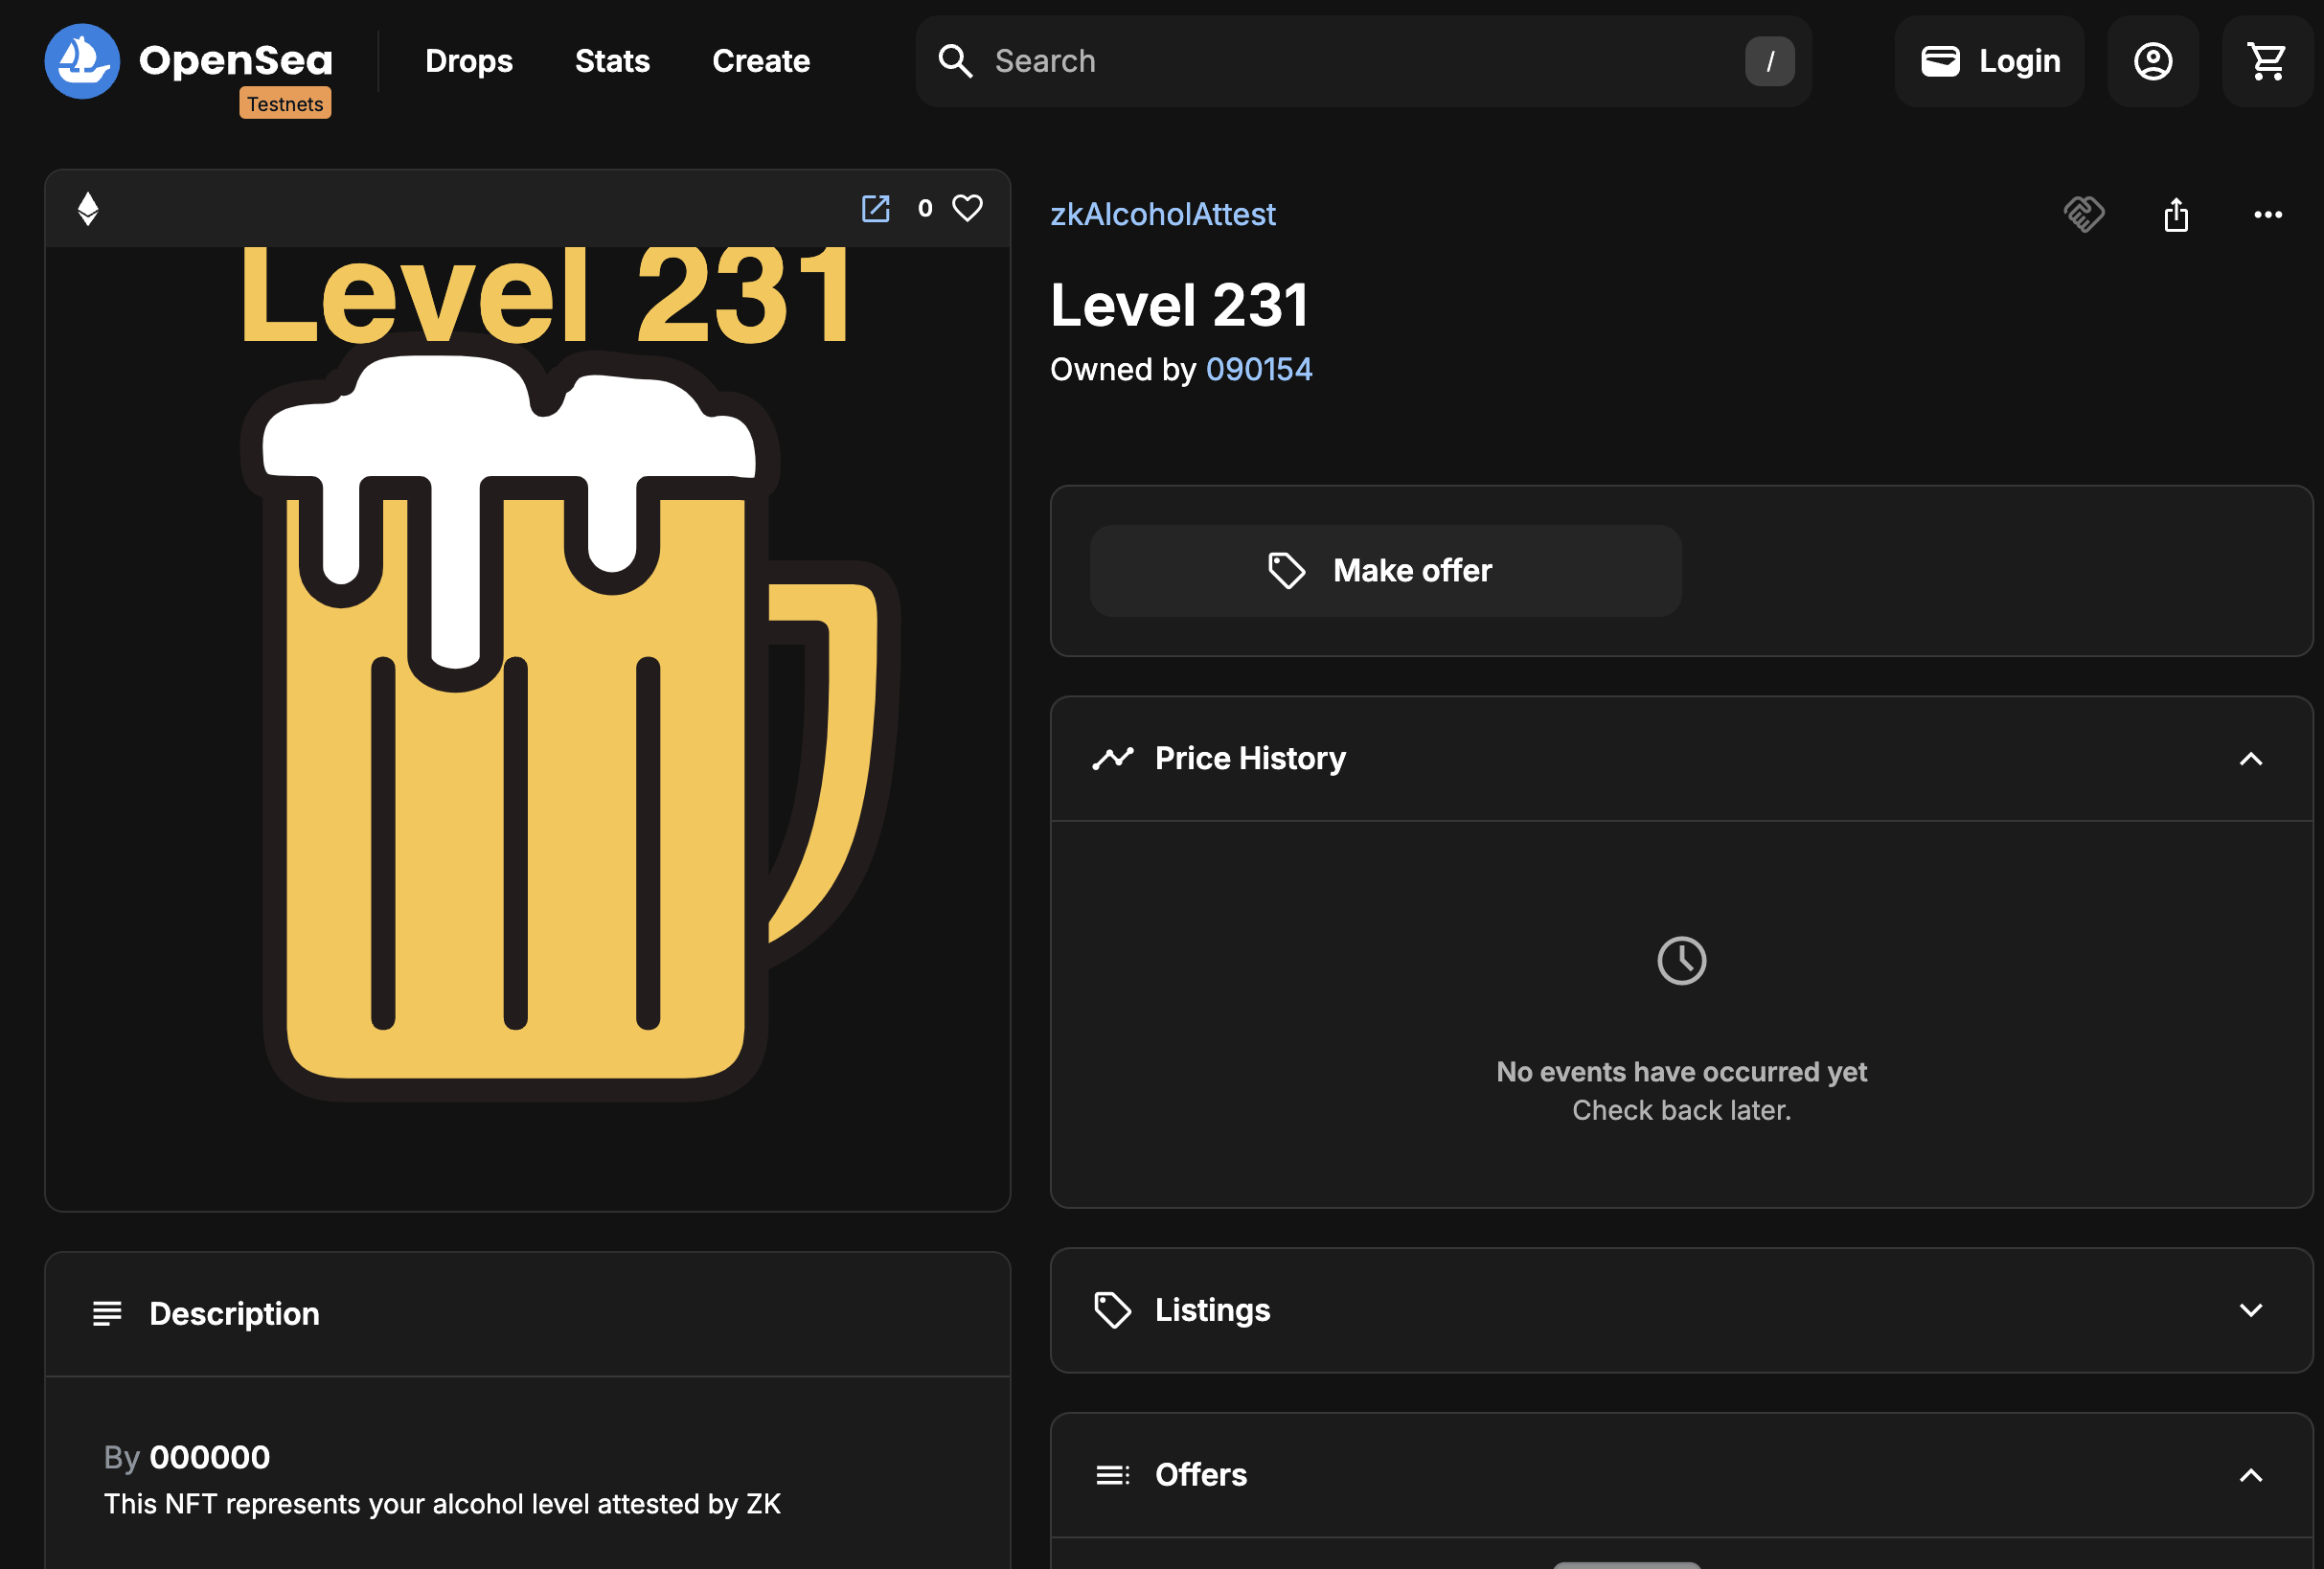 OpenSea
Testnets
Drops
Stats
Create
Search
/
Login
0
Level 231
zkAlcoholAttest
Level 231
Owned by 090154
Make offer
Price History
No events have occurred yet
Check back later.
Listings
Offers
Description
By 000000
This NFT represents your alcohol level attested by ZK